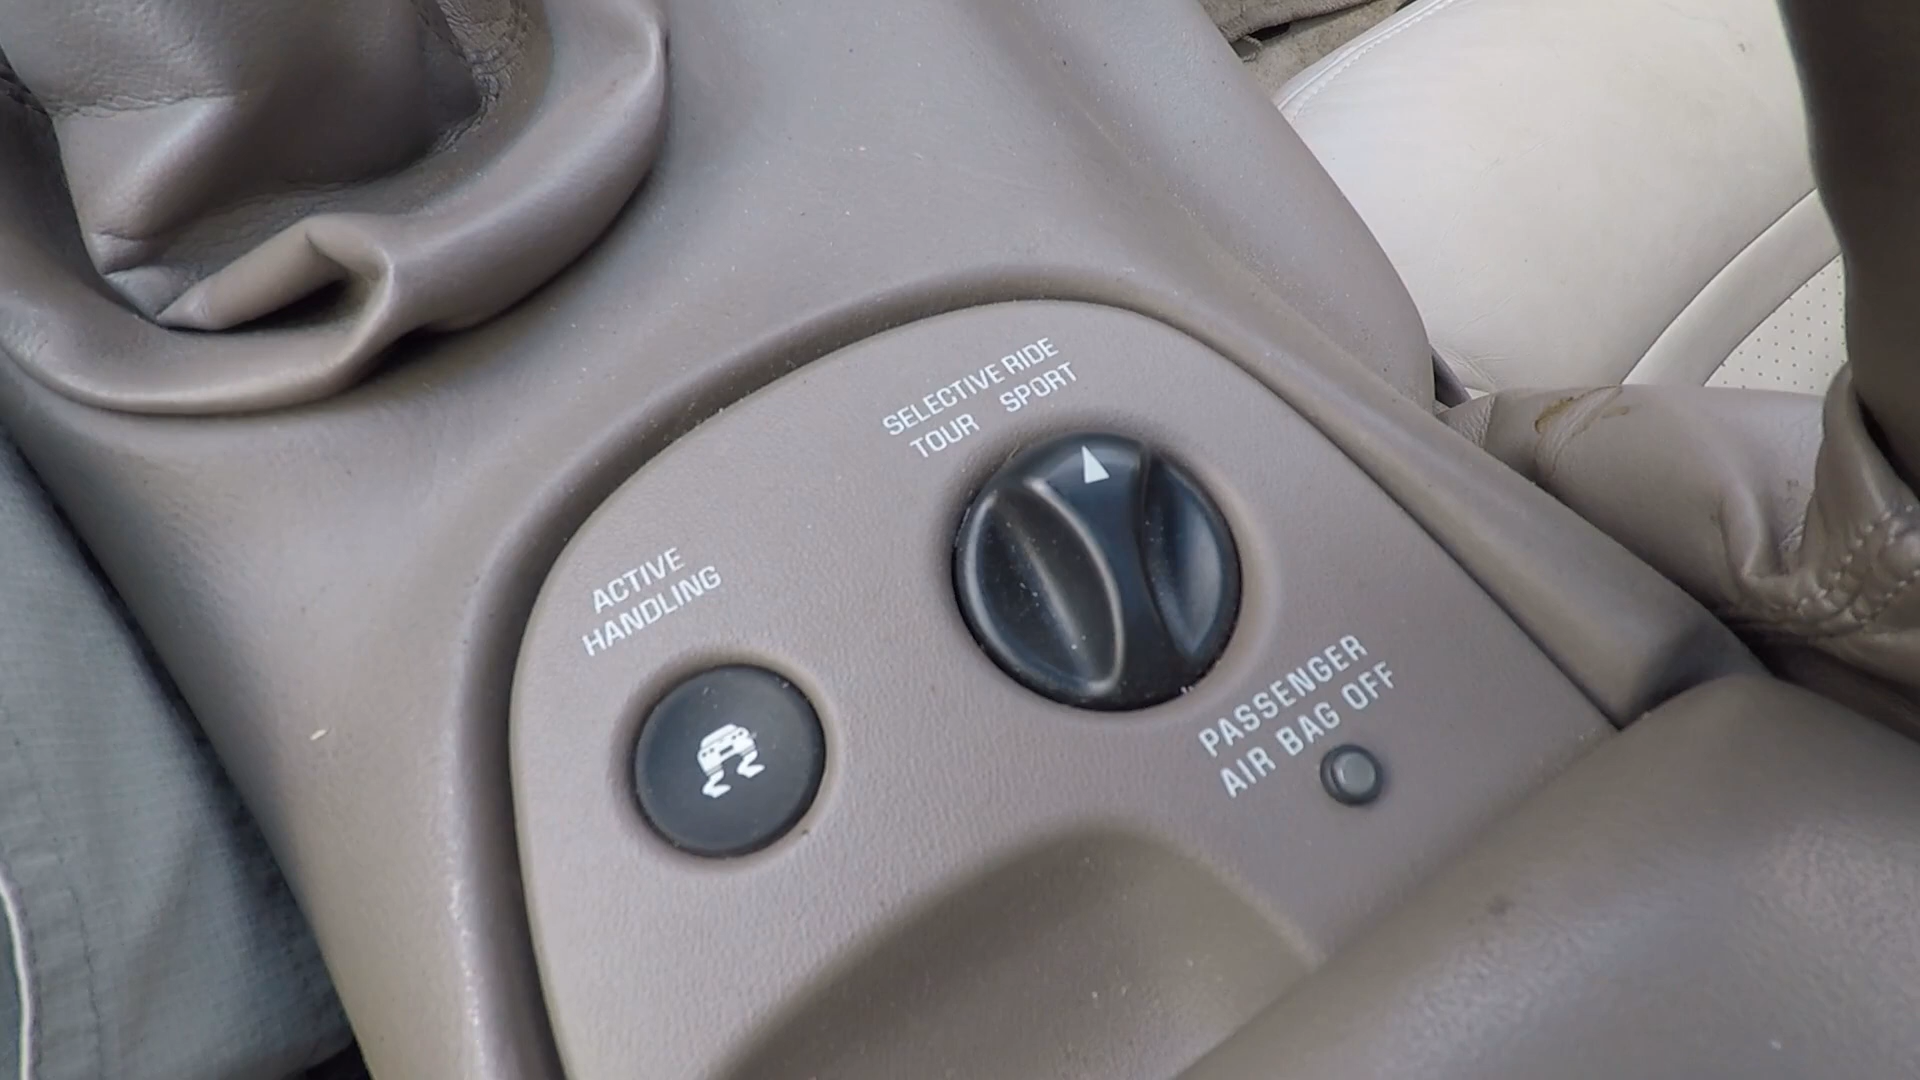 SELECTIVE RIDE
TOUR SPORT
ACTIVE
HANDLING
PASSENGER
AIR BAG OFF